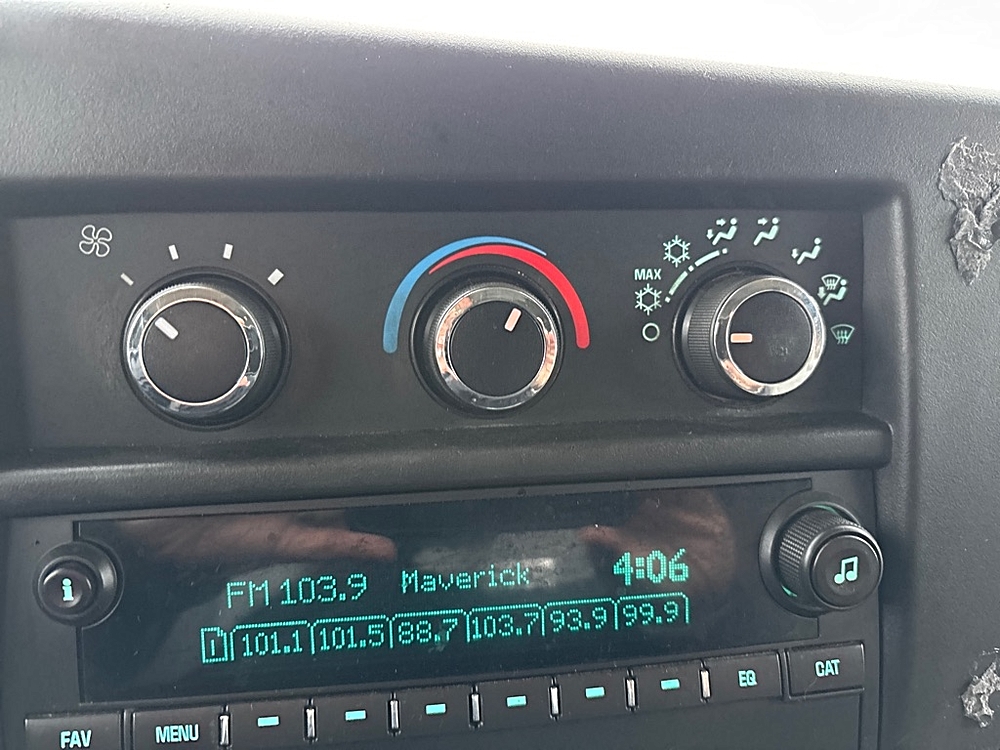 MAX
FM 103.9 Maverick 4:06
1 101.1 101.5 88.7 103.7 93.9 99.9
i
FAV MENU EQ CAT